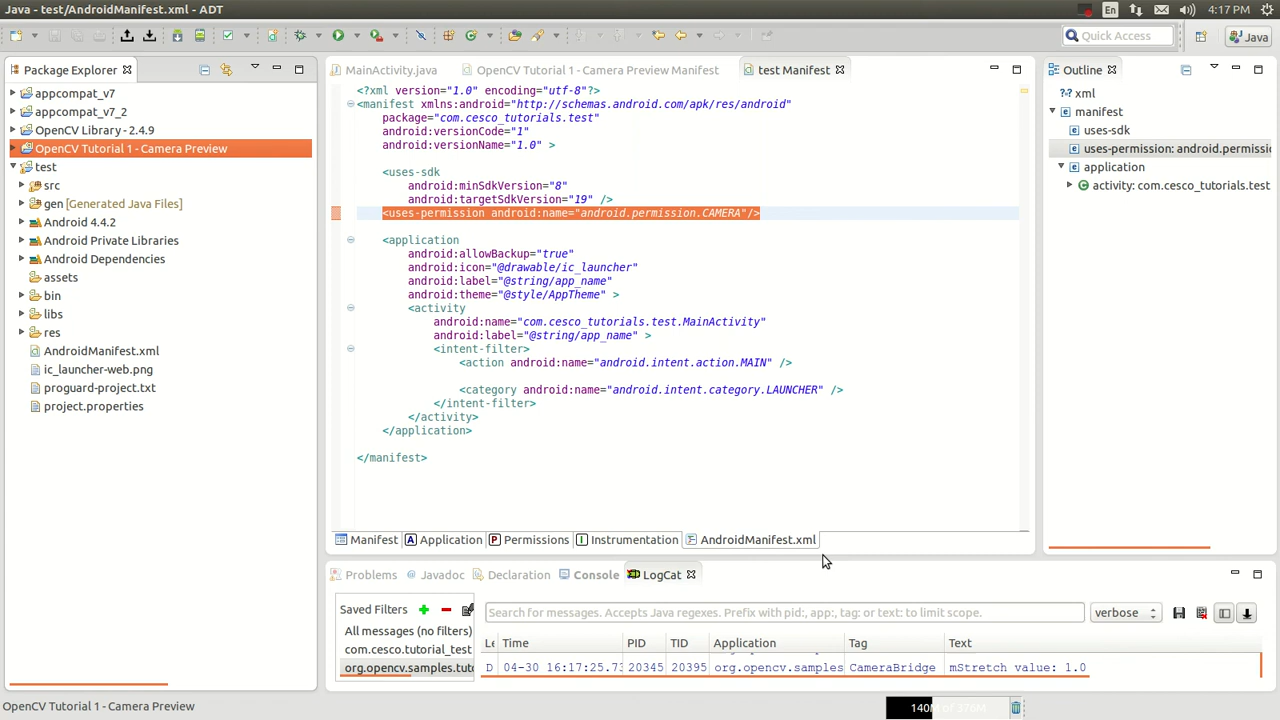 Java - test/AndroidManifest.xml - ADT
En
4:17 PM
Quick Access
Java
Package Explorer
appcompat_v7
appcompat_v7_2
OpenCV Library - 2.4.9
OpenCV Tutorial 1 - Camera Preview
test
src
gen [Generated Java Files]
Android 4.4.2
Android Private Libraries
Android Dependencies
assets
bin
libs
res
AndroidManifest.xml
ic_launcher-web.png
proguard-project.txt
project.properties
MainActivity.java
OpenCV Tutorial 1 - Camera Preview Manifest
test Manifest
<?xml version="1.0" encoding="utf-8"?>
<manifest xmlns:android="http://schemas.android.com/apk/res/android"
package="com.cesco_tutorials.test"
android:versionCode="1"
android:versionName="1.0" >
<uses-sdk
android:minSdkVersion="8"
android:targetSdkVersion="19" />
<uses-permission android:name="android.permission.CAMERA"/>
<application
android:allowBackup="true"
android:icon="@drawable/ic_launcher"
android:label="@string/app_name"
android:theme="@style/AppTheme" >
<activity
android:name="com.cesco_tutorials.test.MainActivity"
android:label="@string/app_name" >
<intent-filter>
<action android:name="android.intent.action.MAIN" />
<category android:name="android.intent.category.LAUNCHER" />
</intent-filter>
</activity>
</application>
</manifest>
Manifest
Application
Permissions
Instrumentation
AndroidManifest.xml
Outline
xml
manifest
uses-sdk
uses-permission: android.permissio
application
activity: com.cesco_tutorials.test
Problems
Javadoc
Declaration
Console
LogCat
Saved Filters
All messages (no filters)
com.cesco.tutorial_test
org.opencv.samples.tuto
Search for messages. Accepts Java regexes. Prefix with pid:, app:, tag: or text: to limit scope.
verbose
Le Time PID TID Application Tag Text
D 04-30 16:17:25.73 20345 20395 org.opencv.samples CameraBridge mStretch value: 1.0
OpenCV Tutorial 1 - Camera Preview
140M of 376M